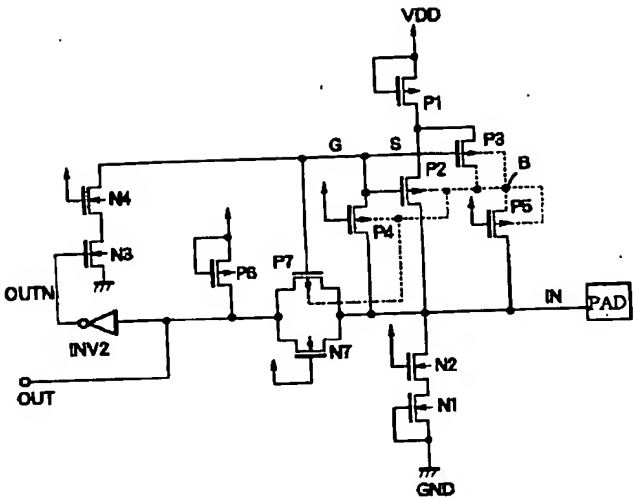 VDD
P1
P3
G
S
P2
B
N4
P4
P5
N3
P7
P6
OUTN
IN
PAD
INV2
N7
N2
OUT
N1
GND